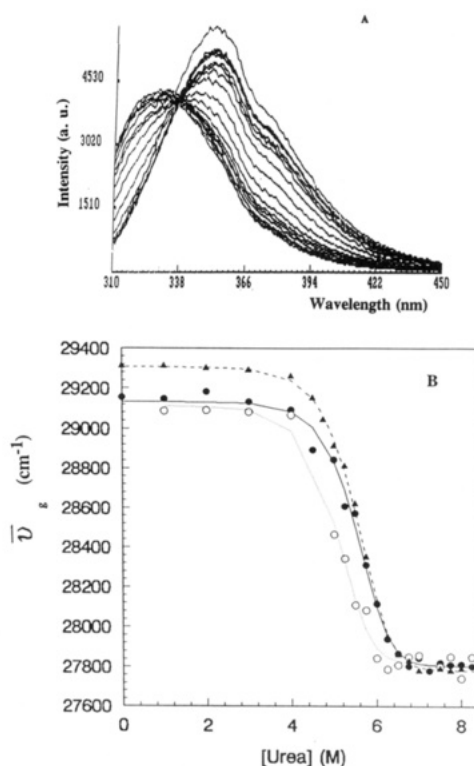 A
4530
3020
1510
Intensity (a. u.)
310 338 366 394 422 450
Wavelength (nm)
B
29400
29200
29000
28800
28600
28400
28200
28000
27800
27600
ῡ g (cm⁻¹)
0 2 4 6 8
[Urea] (M)